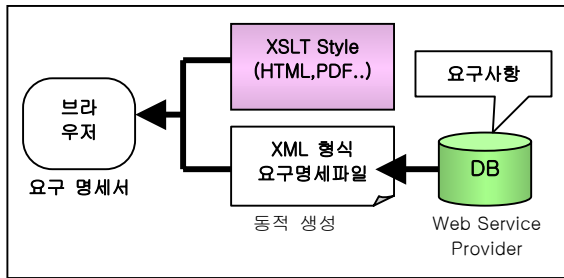 XSLT Style
(HTML,PDF..)
요구사항
브라
우저
요구 명세서
XML 형식
요구명세파일
동적 생성
DB
Web Service
Provider